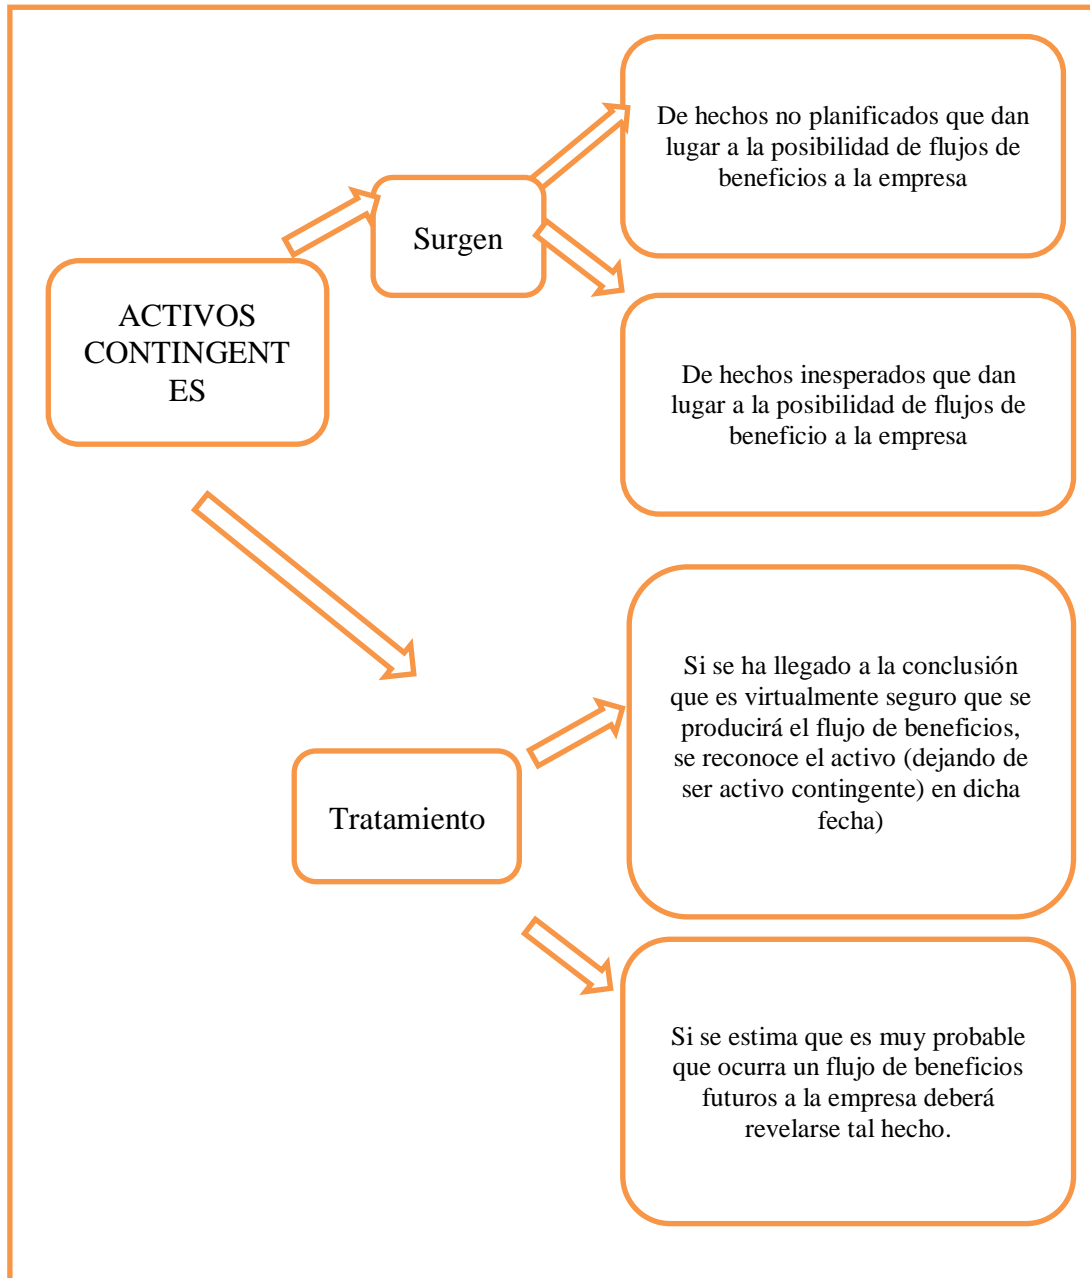 ACTIVOS
CONTINGENT
ES
Surgen
De hechos no planificados que dan
lugar a la posibilidad de flujos de
beneficios a la empresa
De hechos inesperados que dan
lugar a la posibilidad de flujos de
beneficio a la empresa
Tratamiento
Si se ha llegado a la conclusión
que es virtualmente seguro que se
producirá el flujo de beneficios,
se reconoce el activo (dejando de
ser activo contingente) en dicha
fecha)
Si se estima que es muy probable
que ocurra un flujo de beneficios
futuros a la empresa deberá
revelarse tal hecho.